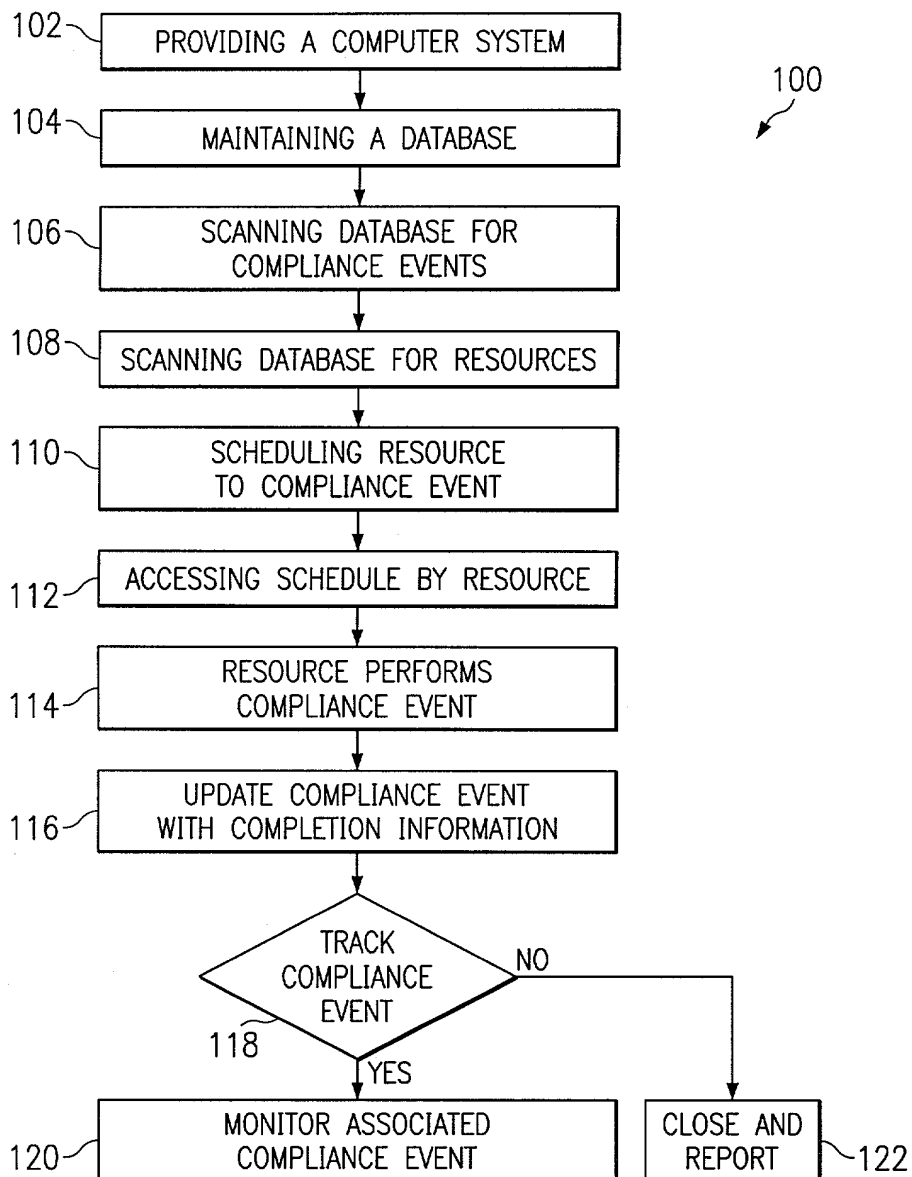 102
PROVIDING A COMPUTER SYSTEM
100
104
MAINTAINING A DATABASE
106
SCANNING DATABASE FOR
COMPLIANCE EVENTS
108
SCANNING DATABASE FOR RESOURCES
110
SCHEDULING RESOURCE
TO COMPLIANCE EVENT
112
ACCESSING SCHEDULE BY RESOURCE
114
RESOURCE PERFORMS
COMPLIANCE EVENT
116
UPDATE COMPLIANCE EVENT
WITH COMPLETION INFORMATION
TRACK
COMPLIANCE
EVENT
118
NO
YES
120
MONITOR ASSOCIATED
COMPLIANCE EVENT
CLOSE AND
REPORT
122